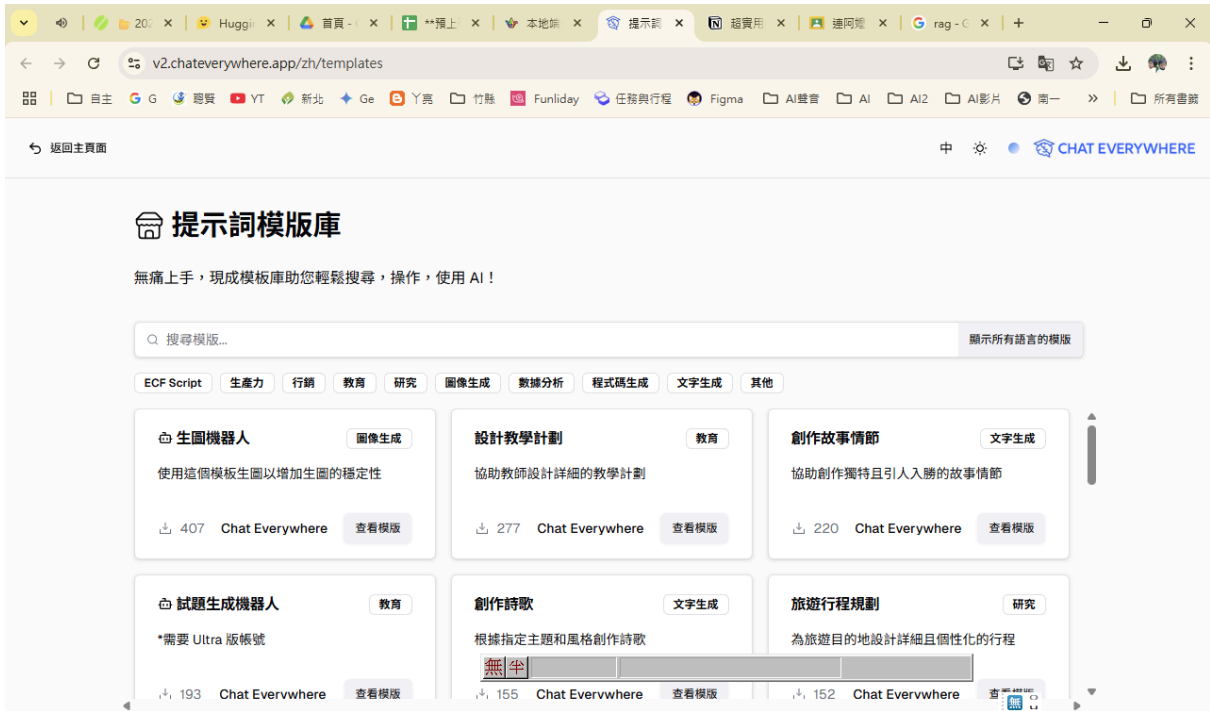 202
Huggi
首頁 -
**預上
本地端
提示詞
超實用
連阿嬤
rag - G
v2.chateverywhere.app/zh/templates
自主 G 聰賢 YT 新北 Ge 丫亮 竹縣 Funliday 任務與行程 Figma AI聲音 AI AI2 AI影片 南一 » 所有書籤
返回主頁面
中
CHAT EVERYWHERE
提示詞模版庫
無痛上手，現成模板庫助您輕鬆搜尋，操作，使用 AI！
搜尋模版... 顯示所有語言的模版
ECF Script 生產力 行銷 教育 研究 圖像生成 數據分析 程式碼生成 文字生成 其他
生圖機器人 圖像生成
使用這個模板生圖以增加生圖的穩定性
407 Chat Everywhere 查看模版
設計教學計劃 教育
協助教師設計詳細的教學計劃
277 Chat Everywhere 查看模版
創作故事情節 文字生成
協助創作獨特且引人入勝的故事情節
220 Chat Everywhere 查看模版
試題生成機器人 教育
*需要 Ultra 版帳號
193 Chat Everywhere 查看模版
創作詩歌 文字生成
根據指定主題和風格創作詩歌
155 Chat Everywhere 查看模版
旅遊行程規劃 研究
為旅遊目的地設計詳細且個性化的行程
152 Chat Everywhere
無 半
無